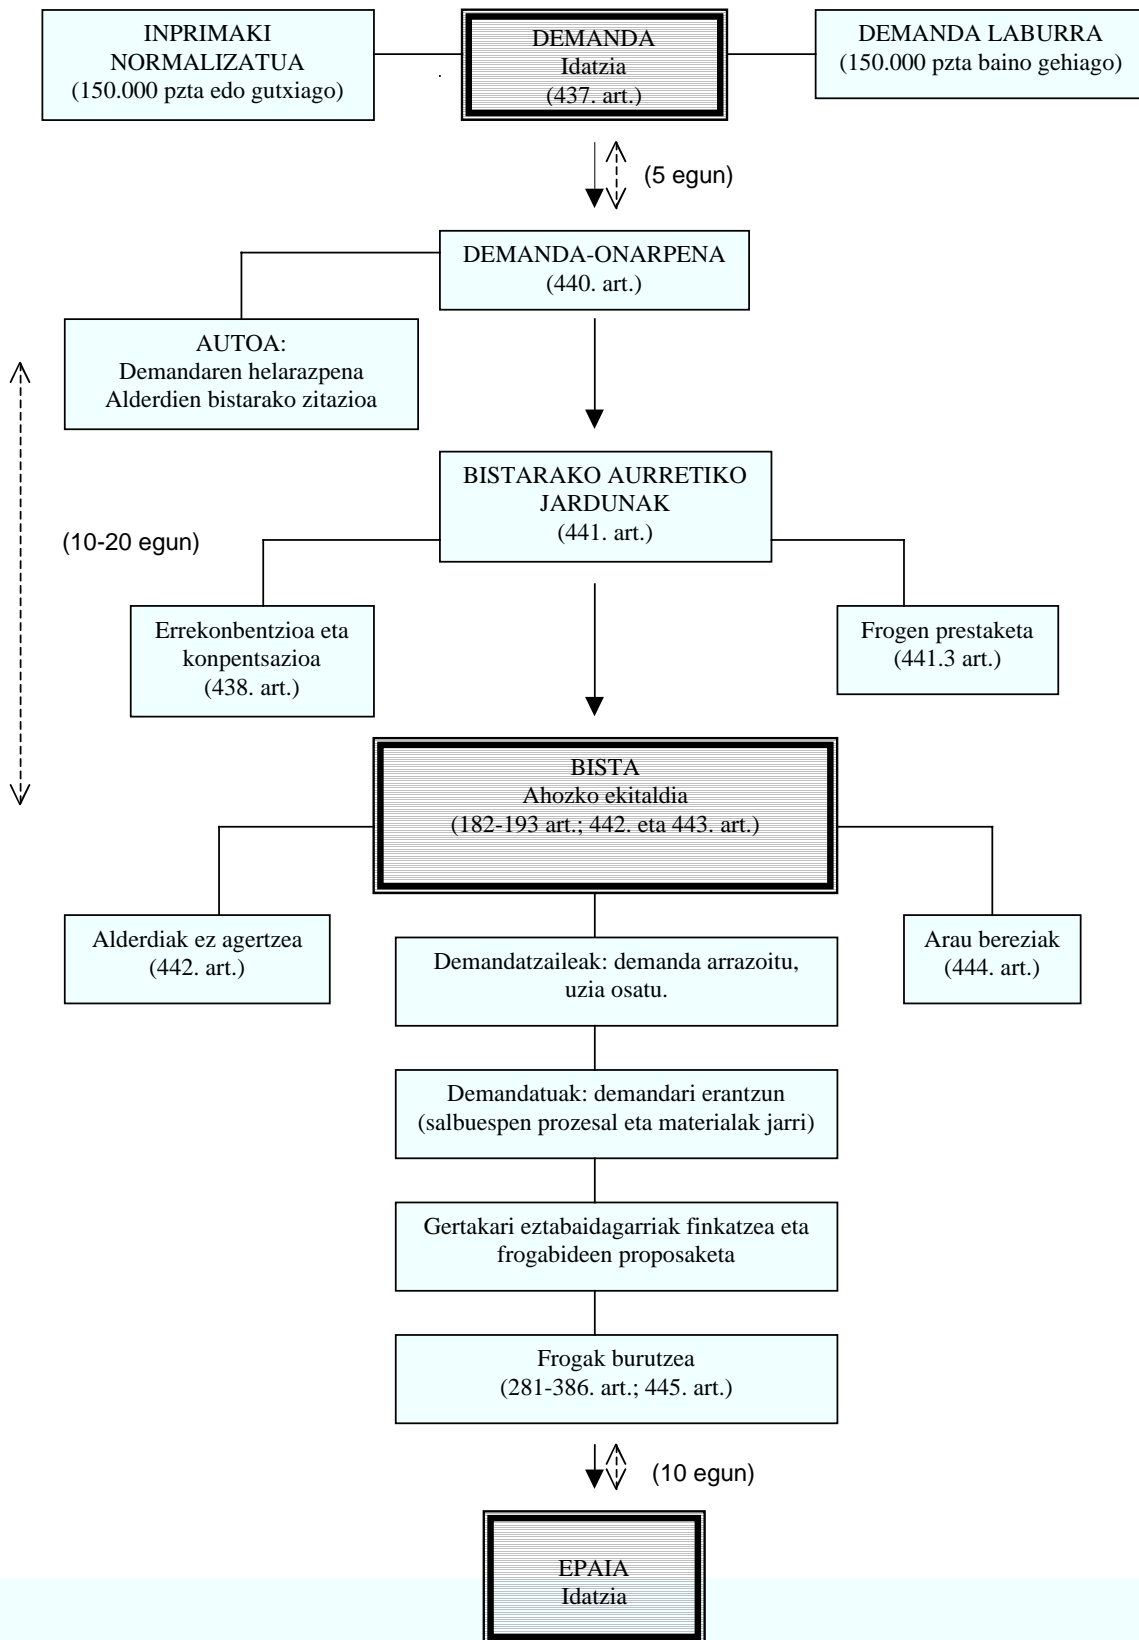 INPRIMAKI
NORMALIZATUA
(150.000 pzta edo gutxiago)
DEMANDA
Idatzia
(437. art.)
DEMANDA LABURRA
(150.000 pzta baino gehiago)
(5 egun)
DEMANDA-ONARPENA
(440. art.)
AUTOA:
Demandaren helarazpena
Alderdien bistarako zitazioa
BISTARAKO AURRETIKO
JARDUNAK
(441. art.)
(10-20 egun)
Errekonbentzioa eta
konpentsazioa
(438. art.)
Frogen prestaketa
(441.3 art.)
BISTA
Ahozko ekitaldia
(182-193 art.; 442. eta 443. art.)
Alderdiak ez agertzea
(442. art.)
Arau bereziak
(444. art.)
Demandatzaileak: demanda arrazoitu,
uzia osatu.
Demandatuak: demandari erantzun
(salbuespen prozesal eta materialak jarri)
Gertakari eztabaidagarriak finkatzea eta
frogabideen proposaketa
Frogak burutzea
(281-386. art.; 445. art.)
(10 egun)
EPAIA
Idatzia